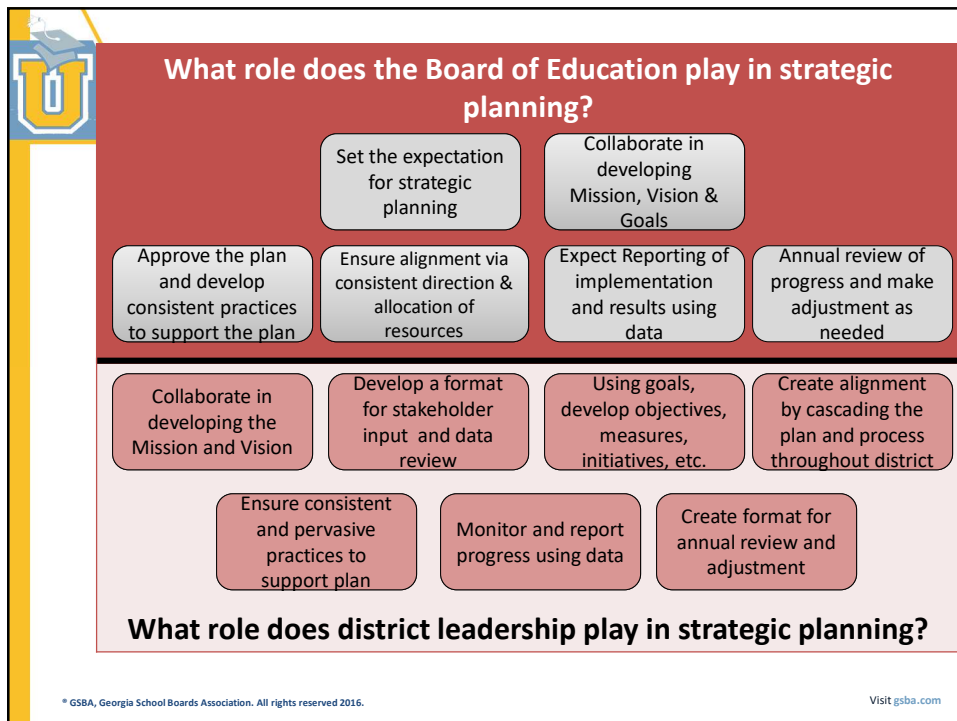 U
What role does the Board of Education play in strategic
planning?
Set the expectation
for strategic
planning
Collaborate in
developing
Mission, Vision &
Goals
Approve the plan
and develop
consistent practices
to support the plan
Ensure alignment via
consistent direction &
allocation of
resources
Expect Reporting of
implementation
and results using
data
Annual review of
progress and make
adjustment as
needed
Collaborate in
developing the
Mission and Vision
Develop a format
for stakeholder
input and data
review
Using goals,
develop objectives,
measures,
initiatives, etc.
Create alignment
by cascading the
plan and process
throughout district
Ensure consistent
and pervasive
practices to
support plan
Monitor and report
progress using data
Create format for
annual review and
adjustment
What role does district leadership play in strategic planning?
® GSBA, Georgia School Boards Association. All rights reserved 2016.
Visit gsba.com